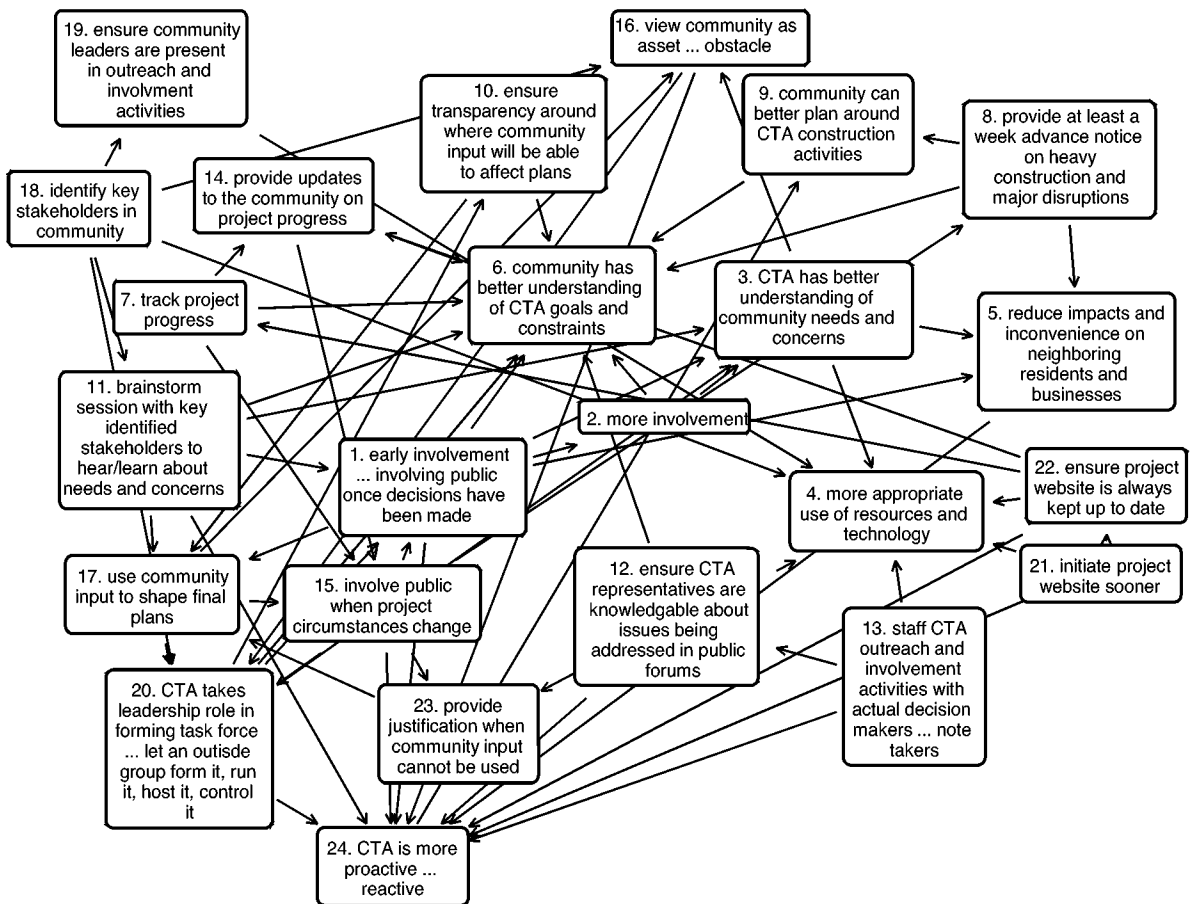 19. ensure community
leaders are present
in outreach and
involvment
activities
16. view community as
asset ... obstacle
10. ensure
transparency around
where community
input will be able
to affect plans
9. community can
better plan around
CTA construction
activities
8. provide at least a
week advance notice
on heavy
construction and
major disruptions
18. identify key
stakeholders in
community
14. provide updates
to the community on
project progress
6. community has
better understanding
of CTA goals and
constraints
3. CTA has better
understanding of
community needs and
concerns
7. track project
progress
5. reduce impacts and
inconvenience on
neighboring
residents and
businesses
11. brainstorm
session with key
identified
stakeholders to
hear/learn about
needs and concerns
2. more involvement
1. early involvement
... involving public
once decisions have
been made
22. ensure project
website is always
kept up to date
4. more appropriate
use of resources and
technology
21. initiate project
website sooner
17. use community
input to shape final
plans
15. involve public
when project
circumstances change
12. ensure CTA
representatives are
knowledgable about
issues being
addressed in public
forums
13. staff CTA
outreach and
involvement
activities with
actual decision
makers ... note
takers
20. CTA takes
leadership role in
forming task force
... let an outisde
group form it, run
it, host it, control
it
23. provide
justification when
community input
cannot be used
24. CTA is more
proactive ...
reactive